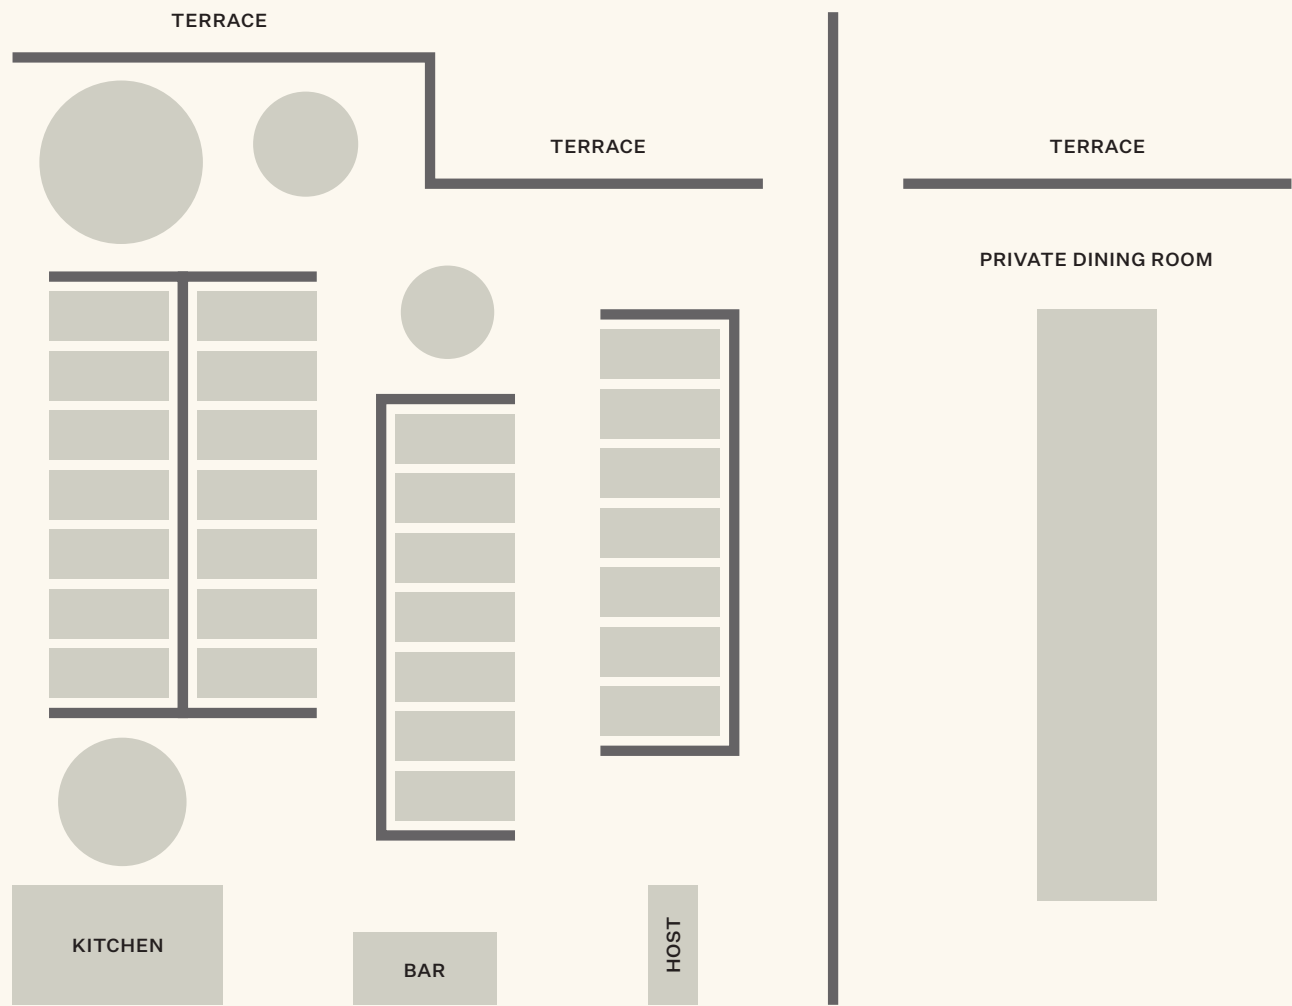 TERRACE
TERRACE
TERRACE
PRIVATE DINING ROOM
KITCHEN
BAR
HOST